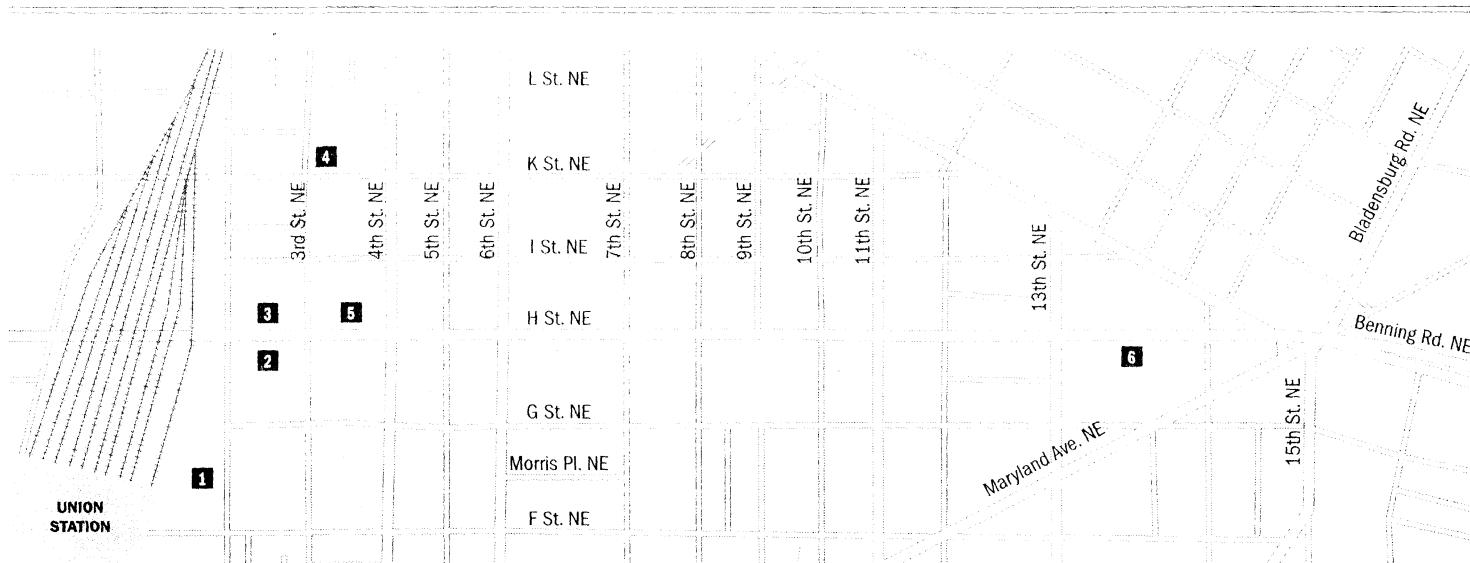 L St. NE
K St. NE
I St. NE
H St. NE
G St. NE
Morris Pl. NE
F St. NE
3rd St. NE
4th St. NE
5th St. NE
6th St. NE
7th St. NE
8th St. NE
9th St. NE
10th St. NE
11th St. NE
13th St. NE
15th St. NE
Maryland Ave. NE
Bladensburg Rd. NE
Benning Rd. NE
UNION
STATION
1
2
3
4
5
6